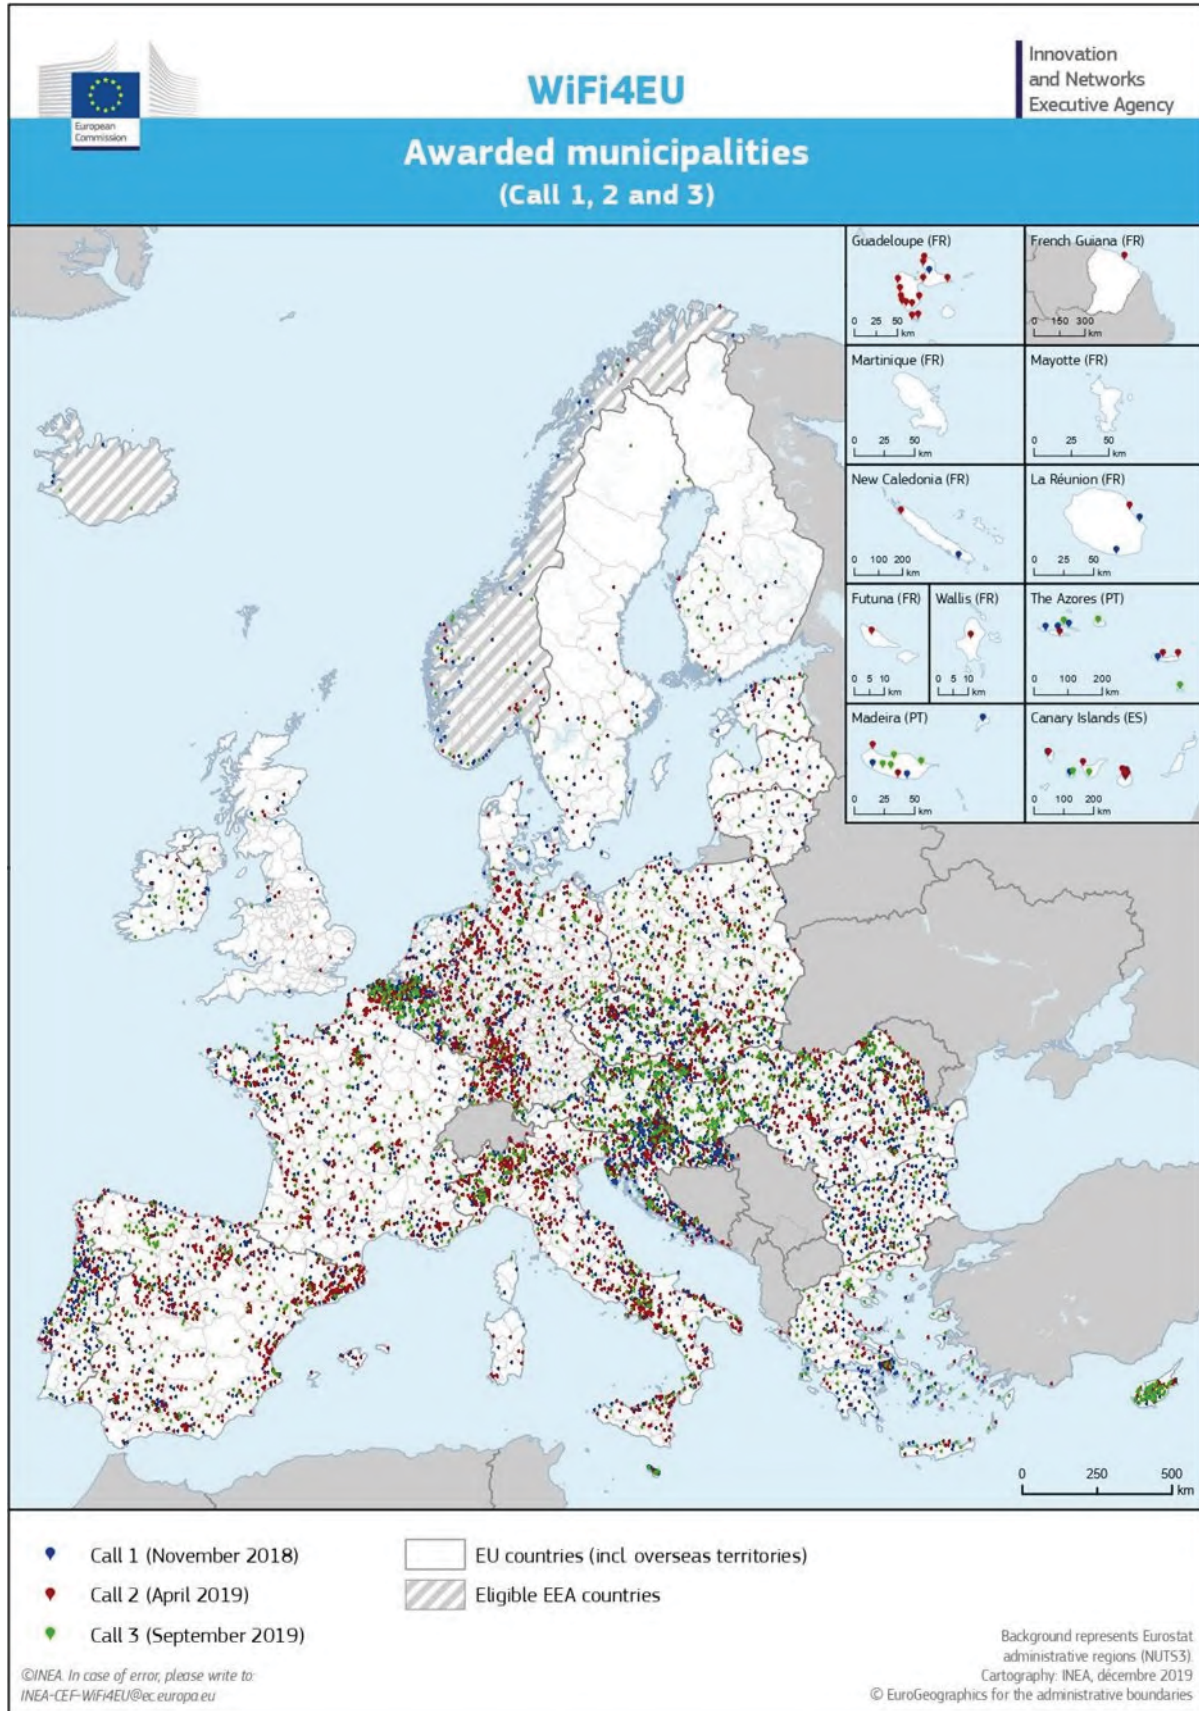 European
Commission
WiFi4EU
Innovation
and Networks
Executive Agency
Awarded municipalities
(Call 1, 2 and 3)
Guadeloupe (FR)
0 25 50
km
French Guiana (FR)
0 150 300
km
Martinique (FR)
0 25 50
km
Mayotte (FR)
0 25 50
km
New Caledonia (FR)
0 100 200
km
La Réunion (FR)
0 25 50
km
Futuna (FR)
0 5 10
km
Wallis (FR)
0 5 10
km
The Azores (PT)
0 100 200
km
Madeira (PT)
0 25 50
km
Canary Islands (ES)
0 100 200
km
0 250 500
km
Call 1 (November 2018)
Call 2 (April 2019)
Call 3 (September 2019)
EU countries (incl. overseas territories)
Eligible EEA countries
©INEA. In case of error, please write to:
INEA-CEF-WiFi4EU@ec.europa.eu
Background represents Eurostat
administrative regions (NUTS3).
Cartography: INEA, décembre 2019
© EuroGeographics for the administrative boundaries